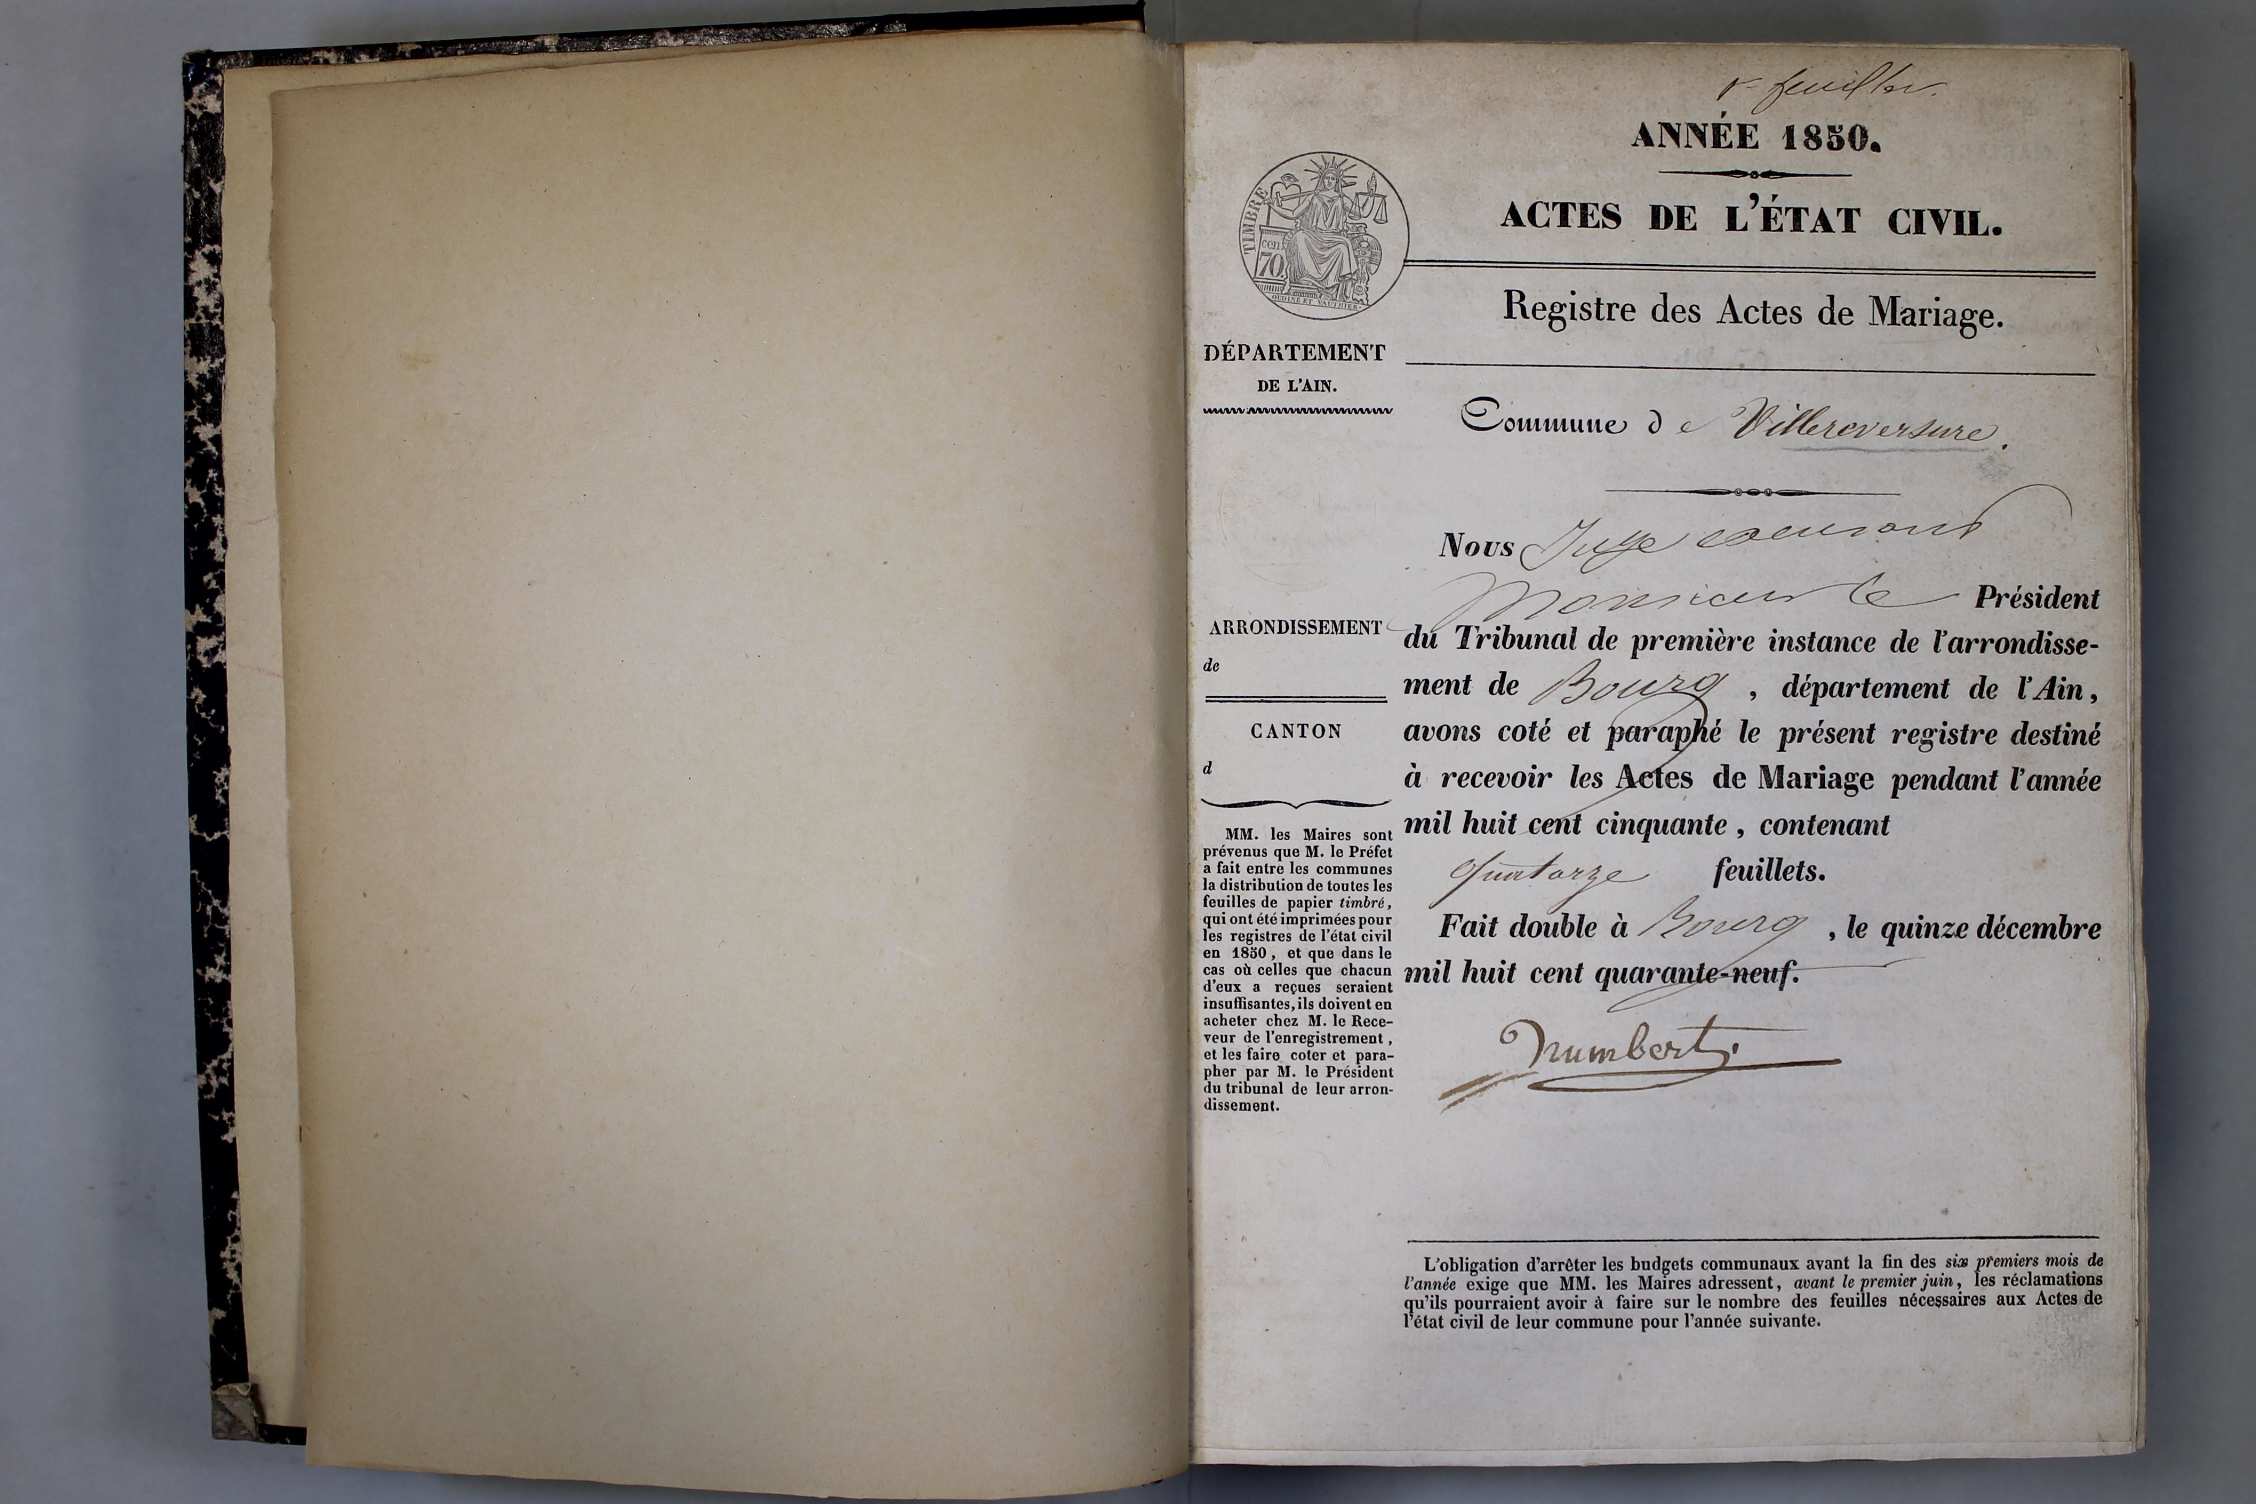 feuillet.
ANNÉE 1850.
ACTES DE L'ÉTAT CIVIL.
TIMBRE
cen.
70.
OUDINÉ ET VAUTHIER
Registre des Actes de Mariage.
DÉPARTEMENT
DE L'AIN.
Commune de Villereversure.
Nous Juge
Monsieur le Président
du Tribunal de première instance de l'arrondisse-
ment de Bourg, département de l'Ain,
avons coté et paraphé le présent registre destiné
à recevoir les Actes de Mariage pendant l'année
mil huit cent cinquante, contenant
quatorze feuillets.
Fait double à Bourg, le quinze décembre
mil huit cent quarante-neuf.
ARRONDISSEMENT
de
CANTON
d
MM. les Maires sont
prévenus que M. le Préfet
a fait entre les communes
la distribution de toutes les
feuilles de papier timbré,
qui ont été imprimées pour
les registres de l'état civil
en 1850, et que dans le
cas où celles que chacun
d'eux a reçues seraient
insuffisantes, ils doivent en
acheter chez M. le Rece-
veur de l'enregistrement,
et les faire coter et para-
pher par M. le Président
du tribunal de leur arron-
dissement.
L'obligation d'arrêter les budgets communaux avant la fin des six premiers mois de
l'année exige que MM. les Maires adressent, avant le premier juin, les réclamations
qu'ils pourraient avoir à faire sur le nombre des feuilles nécessaires aux Actes de
l'état civil de leur commune pour l'année suivante.